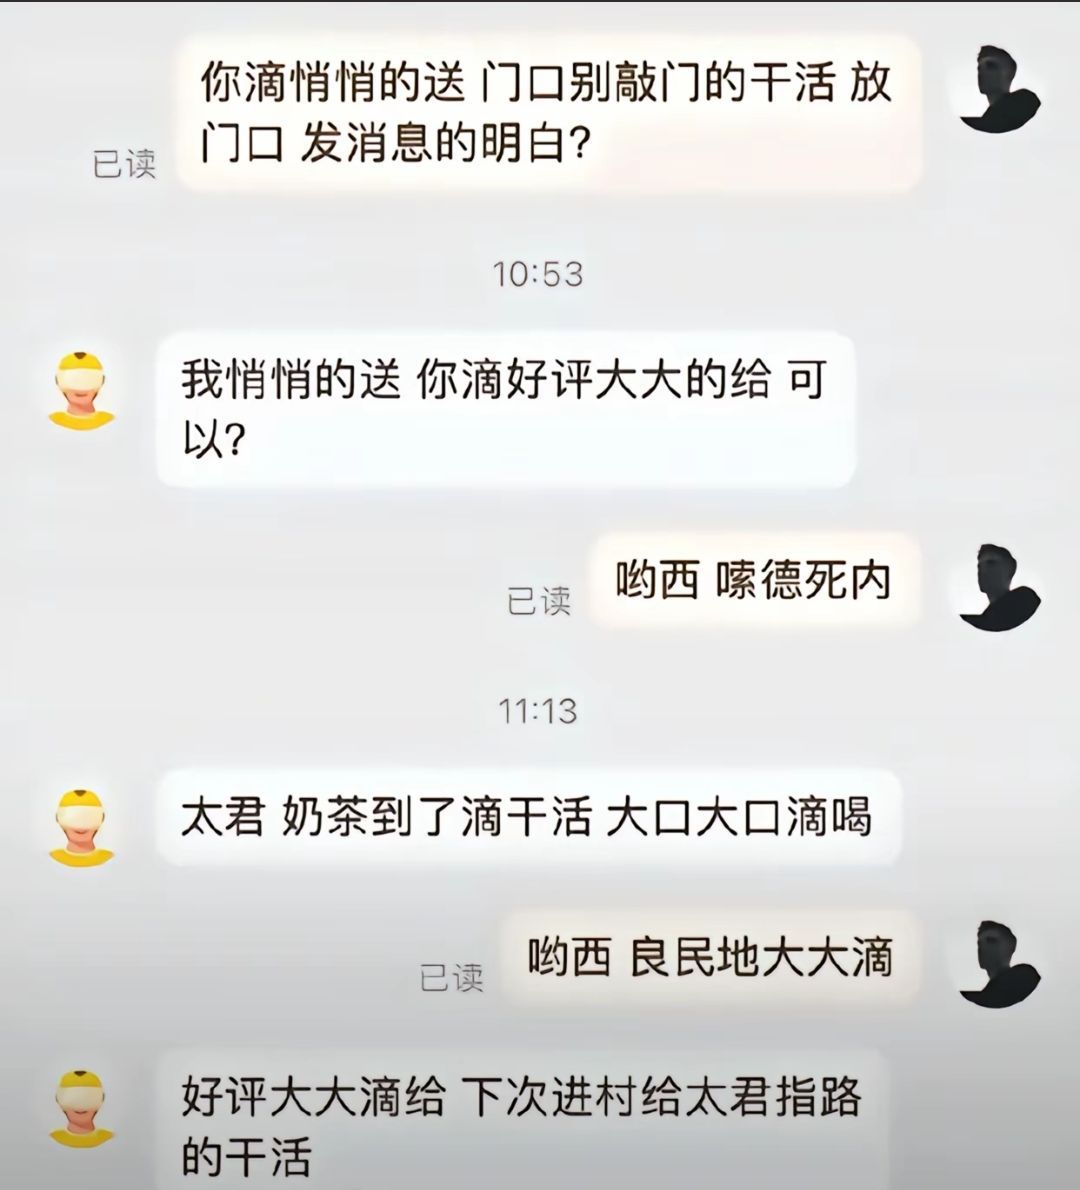 你滴悄悄的送 门口别敲门的干活 放
门口 发消息的明白?
已读
10:53
我悄悄的送 你滴好评大大的给 可
以?
哟西 嗦德死内
已读
11:13
太君 奶茶到了滴干活 大口大口滴喝
哟西 良民地大大滴
已读
好评大大滴给 下次进村给太君指路
的干活